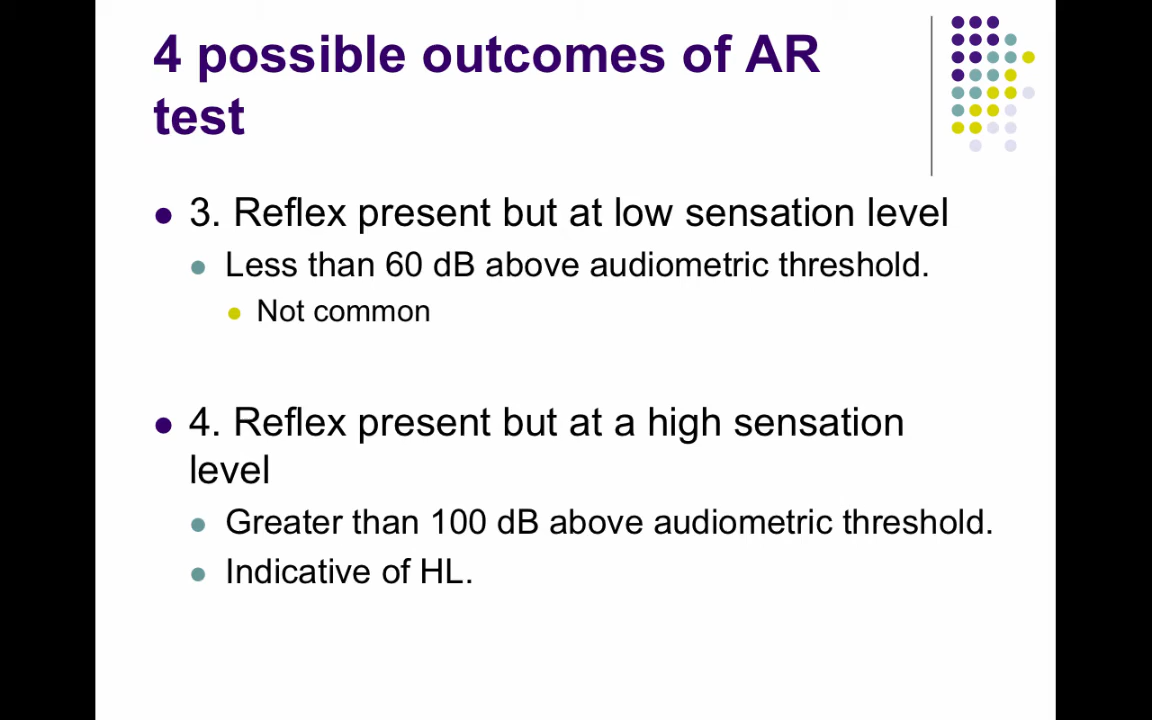 4 possible outcomes of AR
test
3. Reflex present but at low sensation level
Less than 60 dB above audiometric threshold.
Not common
4. Reflex present but at a high sensation
level
Greater than 100 dB above audiometric threshold.
Indicative of HL.